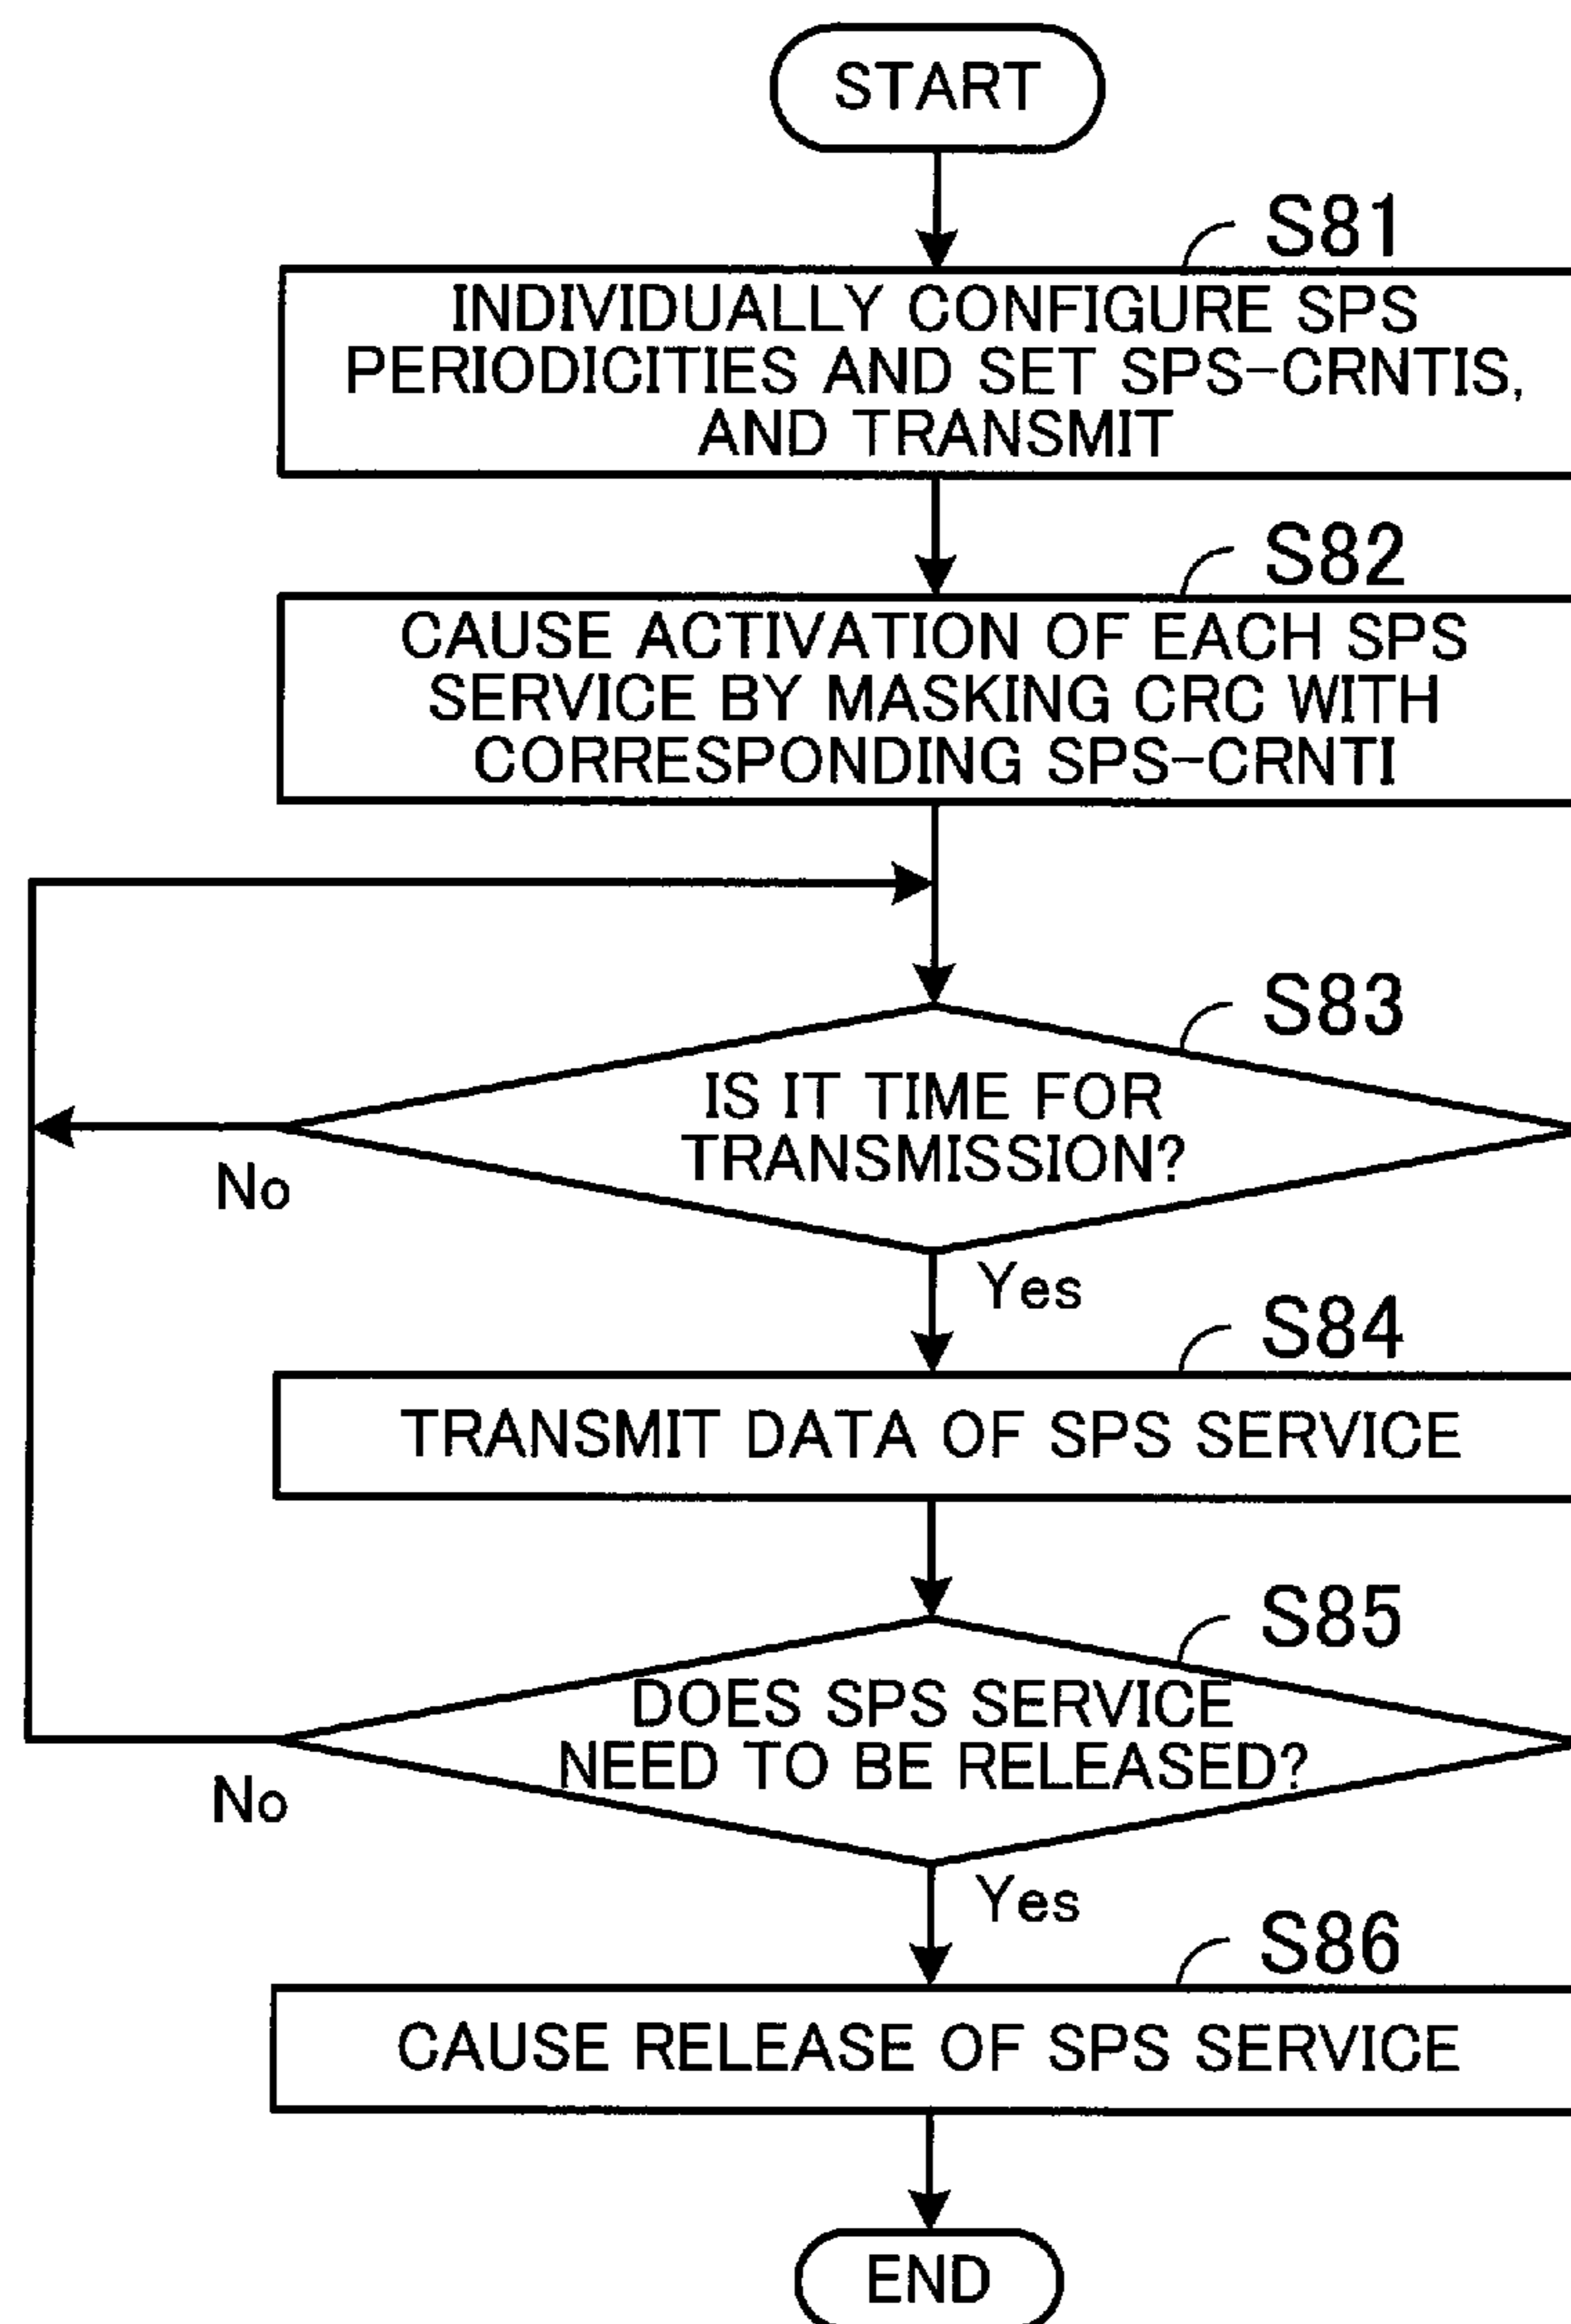 START
S81
INDIVIDUALLY CONFIGURE SPS
PERIODICITIES AND SET SPS-CRNTIS,
AND TRANSMIT
S82
CAUSE ACTIVATION OF EACH SPS
SERVICE BY MASKING CRC WITH
CORRESPONDING SPS-CRNTI
S83
IS IT TIME FOR
TRANSMISSION?
No
Yes
S84
TRANSMIT DATA OF SPS SERVICE
S85
DOES SPS SERVICE
NEED TO BE RELEASED?
No
Yes
S86
CAUSE RELEASE OF SPS SERVICE
END